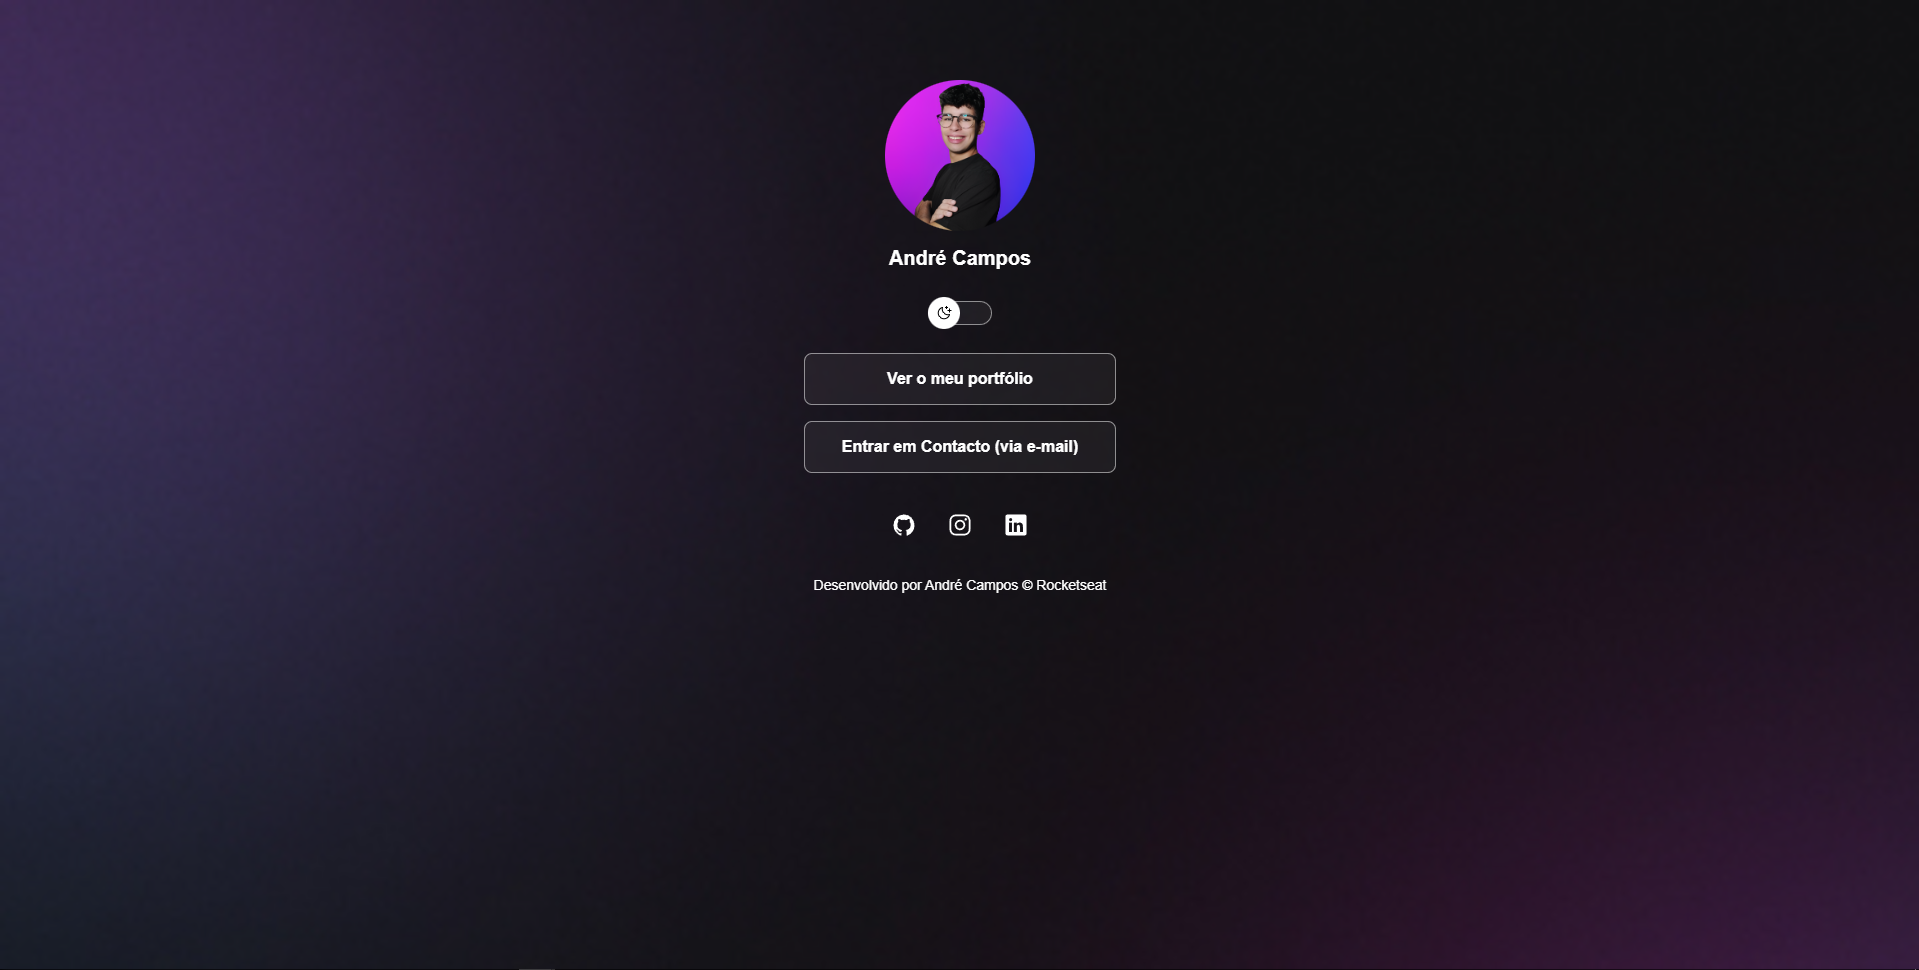 André Campos
Ver o meu portfólio
Entrar em Contacto (via e-mail)
Desenvolvido por André Campos © Rocketseat